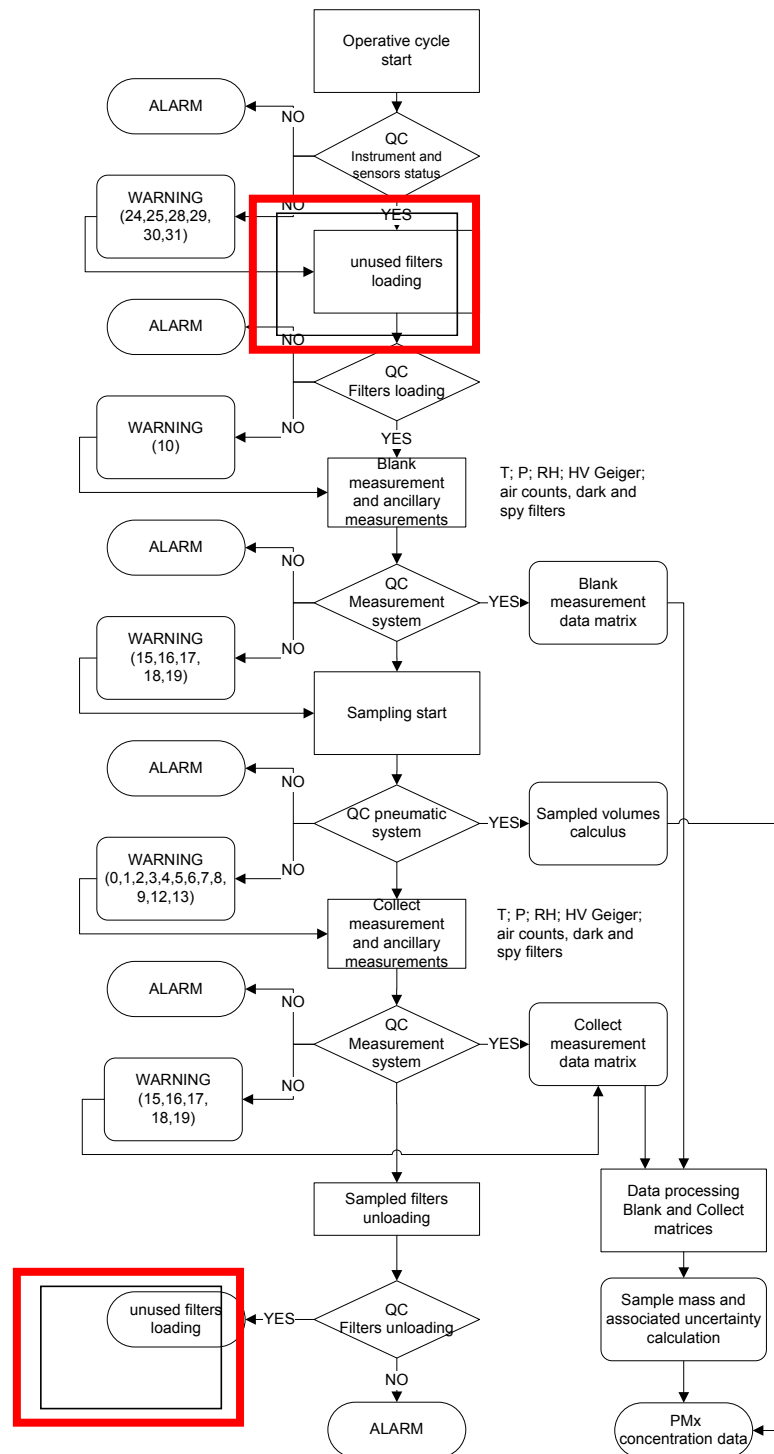 Operative cycle
start
ALARM
NO
QC
Instrument and
sensors status
WARNING
(24,25,28,29,
30,31)
NO
YES
unused filters
loading
ALARM
NO
QC
Filters loading
WARNING
(10)
NO
YES
Blank
measurement
and ancillary
measurements
T; P; RH; HV Geiger;
air counts, dark and
spy filters
ALARM
NO
QC
Measurement
system
YES
Blank
measurement
data matrix
WARNING
(15,16,17,
18,19)
NO
Sampling start
ALARM
NO
QC pneumatic
system
YES
Sampled volumes
calculus
WARNING
(0,1,2,3,4,5,6,7,8,
9,12,13)
NO
Collect
measurement
and ancillary
measurements
T; P; RH; HV Geiger;
air counts, dark and
spy filters
ALARM
NO
QC
Measurement
system
YES
Collect
measurement
data matrix
WARNING
(15,16,17,
18,19)
NO
Sampled filters
unloading
Data processing
Blank and Collect
matrices
unused filters
loading
YES
QC
Filters unloading
Sample mass and
associated uncertainty
calculation
NO
ALARM
PMx
concentration data